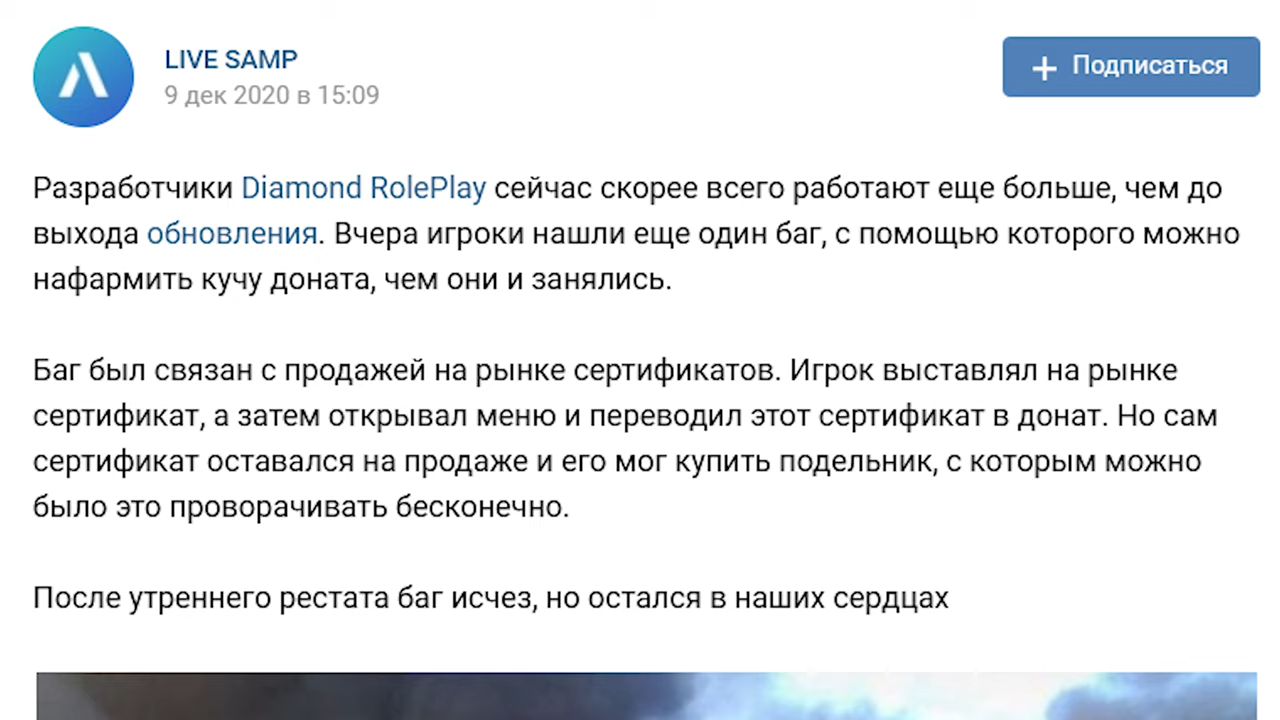 LIVE SAMP
9 дек 2020 в 15:09
+ Подписаться
Разработчики Diamond RolePlay сейчас скорее всего работают еще больше, чем до
выхода обновления. Вчера игроки нашли еще один баг, с помощью которого можно
нафармить кучу доната, чем они и занялись.
Баг был связан с продажей на рынке сертификатов. Игрок выставлял на рынке
сертификат, а затем открывал меню и переводил этот сертификат в донат. Но сам
сертификат оставался на продаже и его мог купить подельник, с которым можно
было это проворачивать бесконечно.
После утреннего рестата баг исчез, но остался в наших сердцах